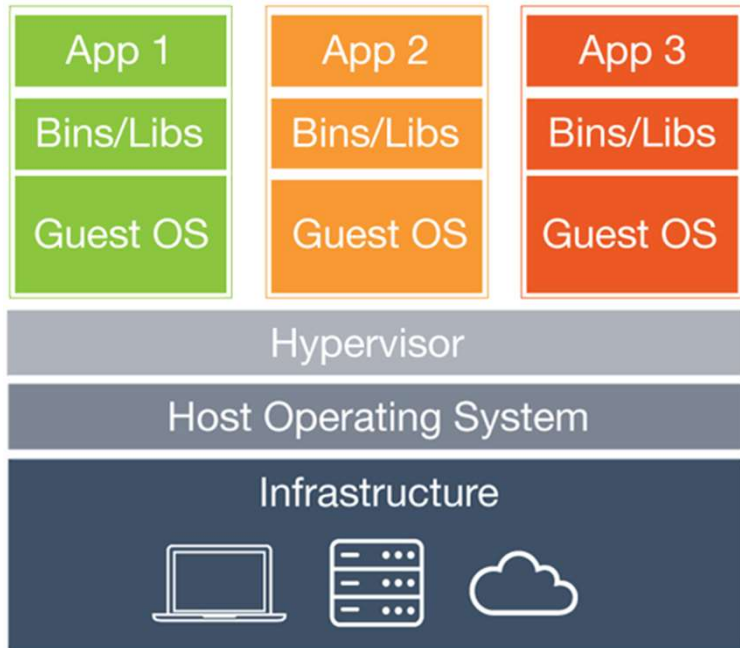 App 1
Bins/Libs
Guest OS
App 2
Bins/Libs
Guest OS
App 3
Bins/Libs
Guest OS
Hypervisor
Host Operating System
Infrastructure